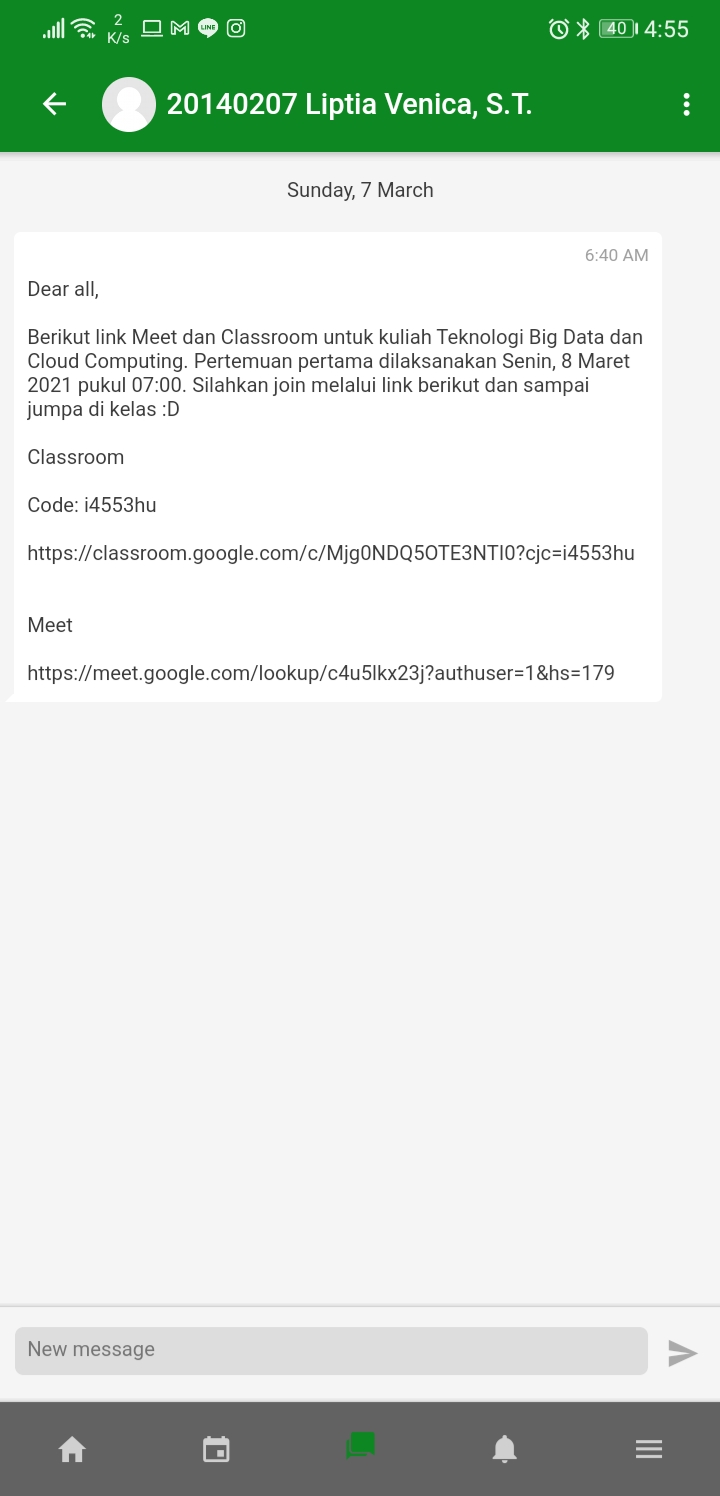 2
K/s
LINE
40
4:55
20140207 Liptia Venica, S.T.
Sunday, 7 March
6:40 AM
Dear all,
Berikut link Meet dan Classroom untuk kuliah Teknologi Big Data dan
Cloud Computing. Pertemuan pertama dilaksanakan Senin, 8 Maret
2021 pukul 07:00. Silahkan join melalui link berikut dan sampai
jumpa di kelas :D
Classroom
Code: i4553hu
https://classroom.google.com/c/Mjg0NDQ5OTE3NTI0?cjc=i4553hu
Meet
https://meet.google.com/lookup/c4u5lkx23j?authuser=1&hs=179
New message